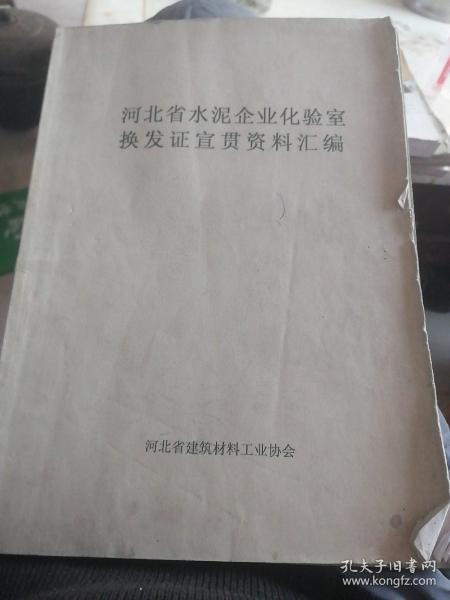 河北省水泥企业化验室
换发证宣贯资料汇编
河北省建筑材料工业协会
孔夫子旧书网
www.kongfz.com